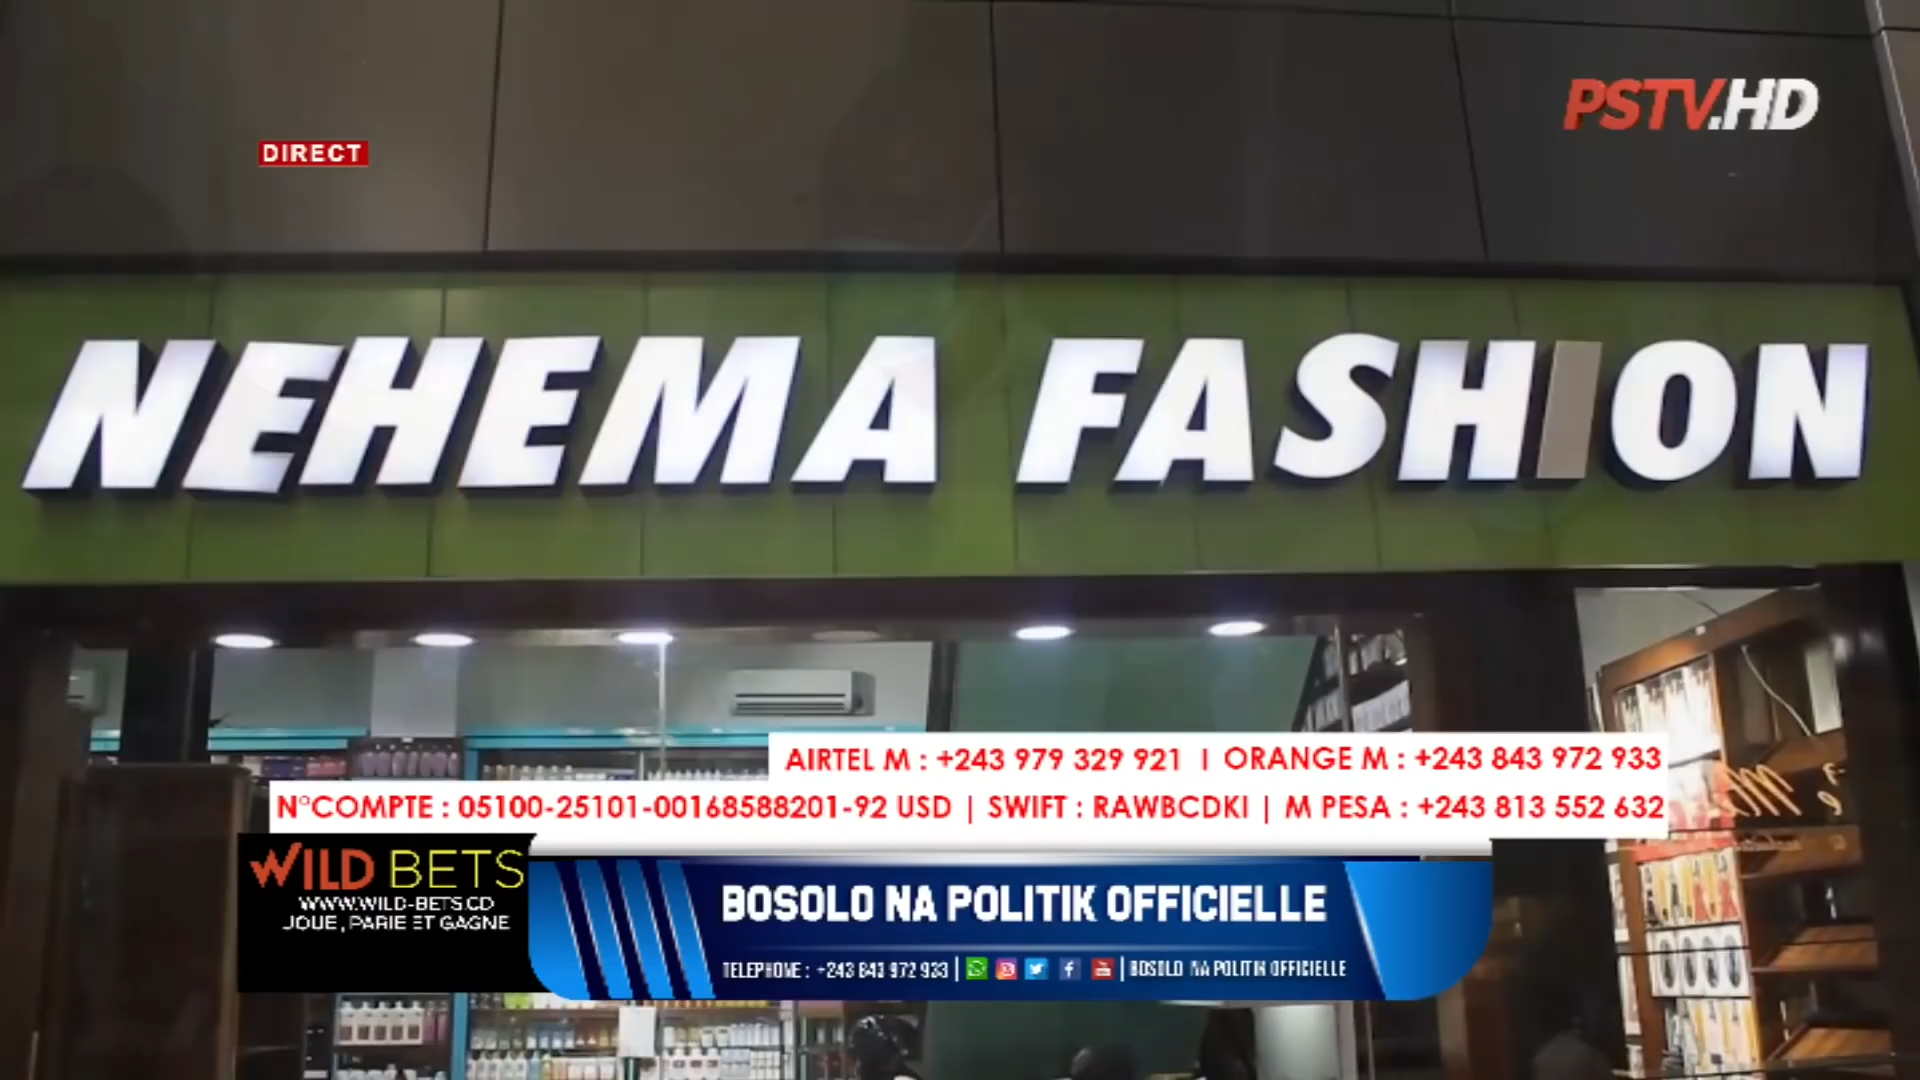 PSTV.HD
DIRECT
NEHEMA FASHION
AIRTEL M : +243 979 329 921 | ORANGE M : +243 843 972 933
N°COMPTE : 05100-25101-00168588201-92 USD | SWIFT : RAWBCDKI | M PESA : +243 813 552 632
WILD BETS
WWW.WILD-BETS.CD
JOUE, PARIE ET GAGNE
BOSOLO NA POLITIK OFFICIELLE
TELEPHONE : +243 843 972 933 | | BOSOLO NA POLITIK OFFICIELLE